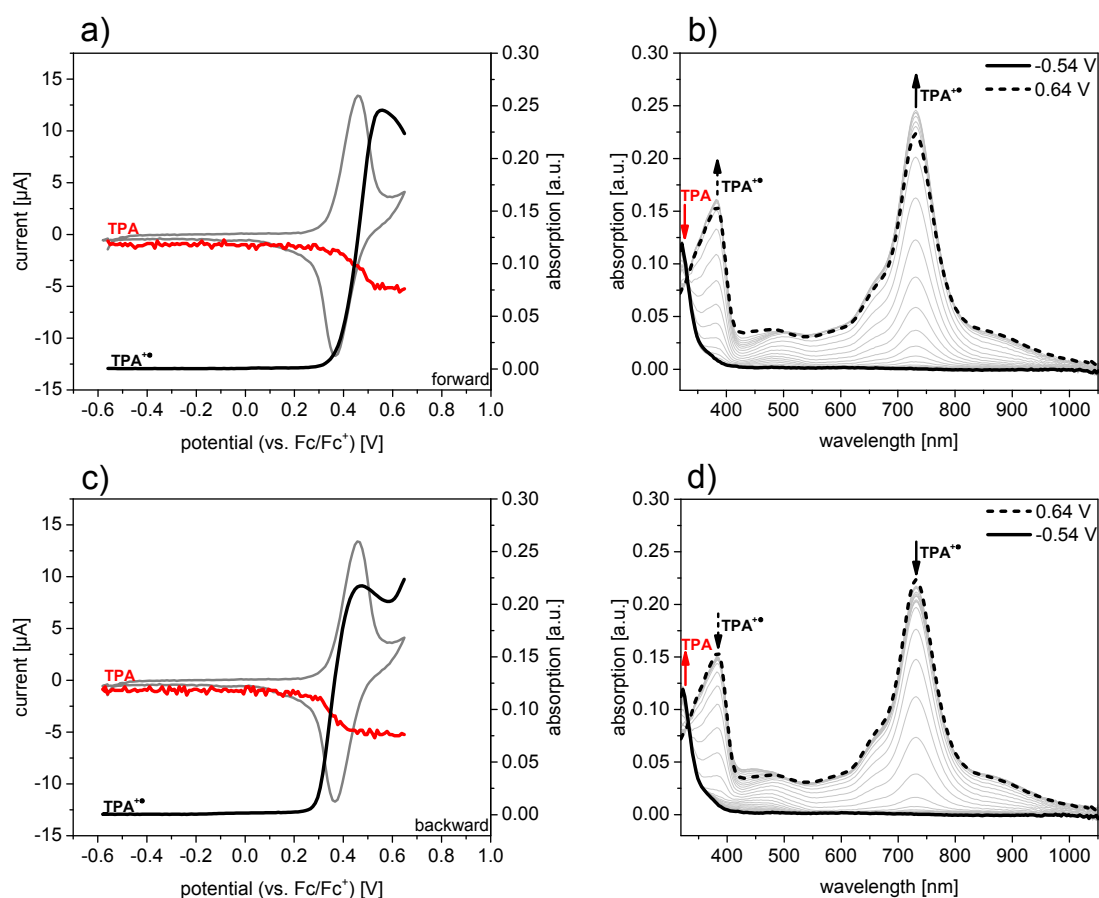 a)
15
10
5
0
-5
-10
-15
current [µA]
0.30
0.25
0.20
0.15
0.10
0.05
0.00
absorption [a.u.]
TPA
TPA+•
forward
-0.6 -0.4 -0.2 0.0 0.2 0.4 0.6 0.8 1.0
potential (vs. Fc/Fc+) [V]
b)
0.30
0.25
0.20
0.15
0.10
0.05
0.00
absorption [a.u.]
-0.54 V
0.64 V
TPA+•
TPA+•
TPA
400 500 600 700 800 900 1000
wavelength [nm]
c)
15
10
5
0
-5
-10
-15
current [µA]
0.30
0.25
0.20
0.15
0.10
0.05
0.00
absorption [a.u.]
TPA
TPA+•
backward
-0.6 -0.4 -0.2 0.0 0.2 0.4 0.6 0.8 1.0
potential (vs. Fc/Fc+) [V]
d)
0.30
0.25
0.20
0.15
0.10
0.05
0.00
absorption [a.u.]
0.64 V
-0.54 V
TPA+•
TPA+•
TPA
400 500 600 700 800 900 1000
wavelength [nm]